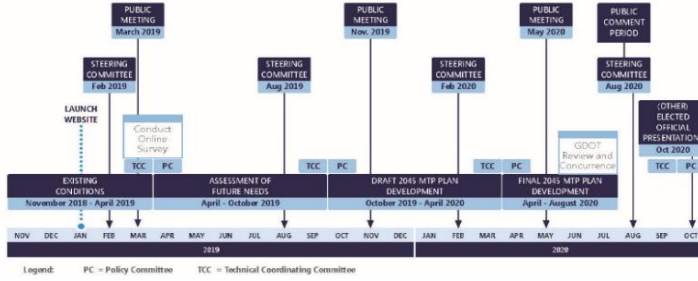 PUBLIC
MEETING
March 2019
PUBLIC
MEETING
Nov. 2019
PUBLIC
MEETING
May 2020
PUBLIC
COMMENT
PERIOD
STEERING
COMMITTEE
Feb 2019
STEERING
COMMITTEE
Aug 2019
STEERING
COMMITTEE
Feb 2020
STEERING
COMMITTEE
Aug 2020
LAUNCH
WEBSITE
Conduct
Online
Survey
GDOT
Review and
Concurrence
(OTHER)
ELECTED
OFFICIAL
PRESENTATION
Oct 2020
TCC PC TCC PC TCC PC TCC PC
EXISTING
CONDITIONS
November 2018 - April 2019
ASSESSMENT OF
FUTURE NEEDS
April - October 2019
DRAFT 2045 MTP PLAN
DEVELOPMENT
October 2019 - April 2020
FINAL 2045 MTP PLAN
DEVELOPMENT
April - August 2020
NOV DEC JAN FEB MAR APR MAY JUN JUL AUG SEP OCT NOV DEC JAN FEB MAR APR MAY JUN JUL AUG SEP OCT
2019 2020
Legend: PC = Policy Committee TCC = Technical Coordinating Committee